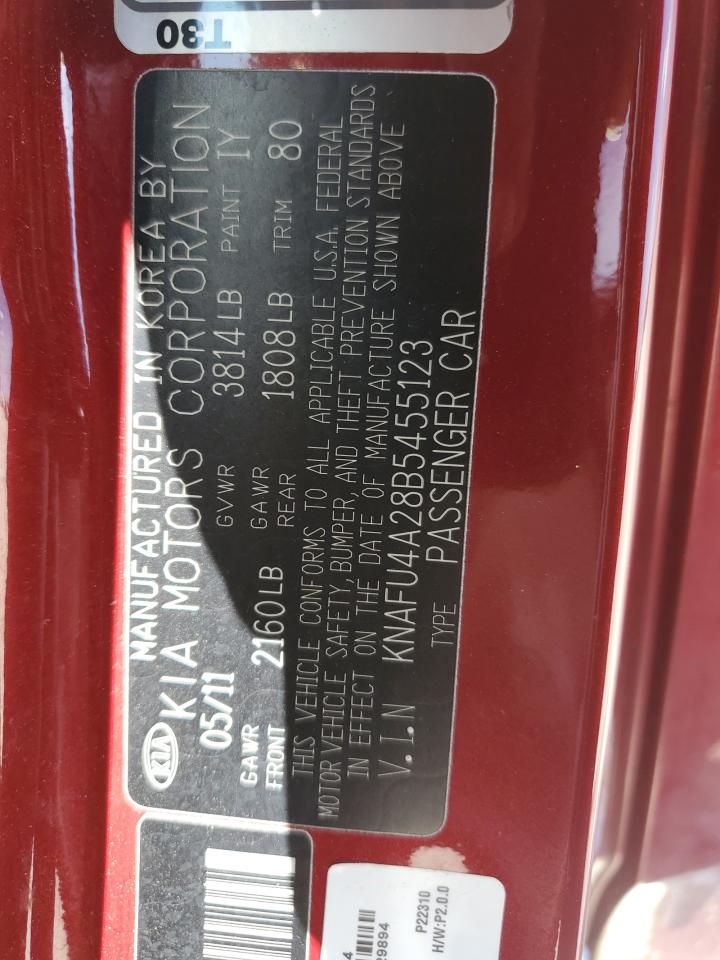 T30
KIA
MANUFACTURED IN KOREA BY
KIA MOTORS CORPORATION
05/11 GVWR 3814LB PAINT IY
GAWR FRONT 2160LB GAWR REAR 1808LB TRIM 80
THIS VEHICLE CONFORMS TO ALL APPLICABLE U.S.A. FEDERAL
MOTOR VEHICLE SAFETY, BUMPER, AND THEFT PREVENTION STANDARDS
IN EFFECT ON THE DATE OF MANUFACTURE SHOWN ABOVE
V.I.N KNAFU4A28B5455123
TYPE PASSENGER CAR
P22310
H/W:P2.0.0